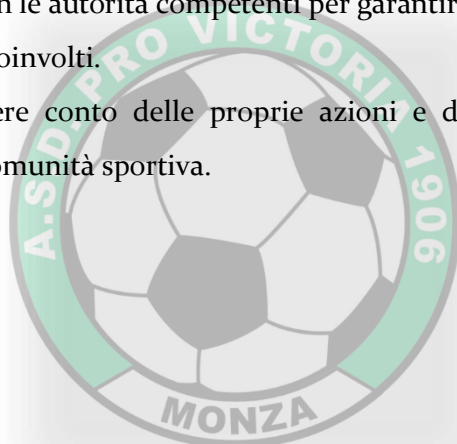 n le autorità competenti per garantir
oinvolti.
ere conto delle proprie azioni e d
omunità sportiva.
A.S.D. PRO VICTORIA 1906
MONZA